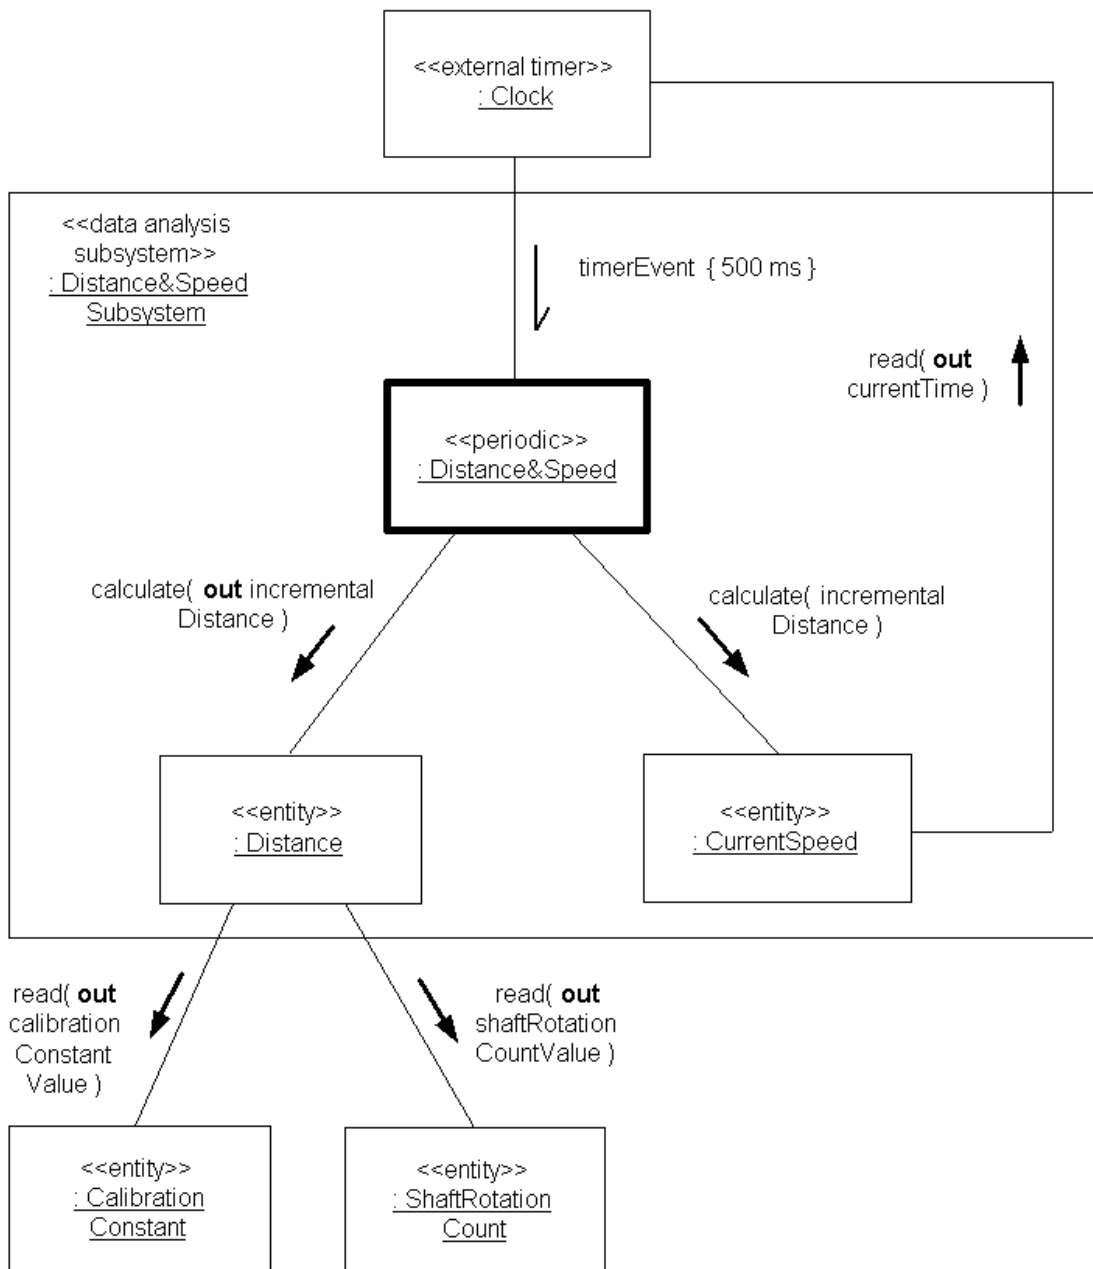 <<external timer>>
: Clock
<<data analysis
subsystem>>
: Distance&Speed
Subsystem
timerEvent { 500 ms }
read( out
currentTime )
<<periodic>>
: Distance&Speed
calculate( out incremental
Distance )
calculate( incremental
Distance )
<<entity>>
: Distance
<<entity>>
: CurrentSpeed
read( out
calibration
Constant
Value )
read( out
shaftRotation
CountValue )
<<entity>>
: Calibration
Constant
<<entity>>
: ShaftRotation
Count